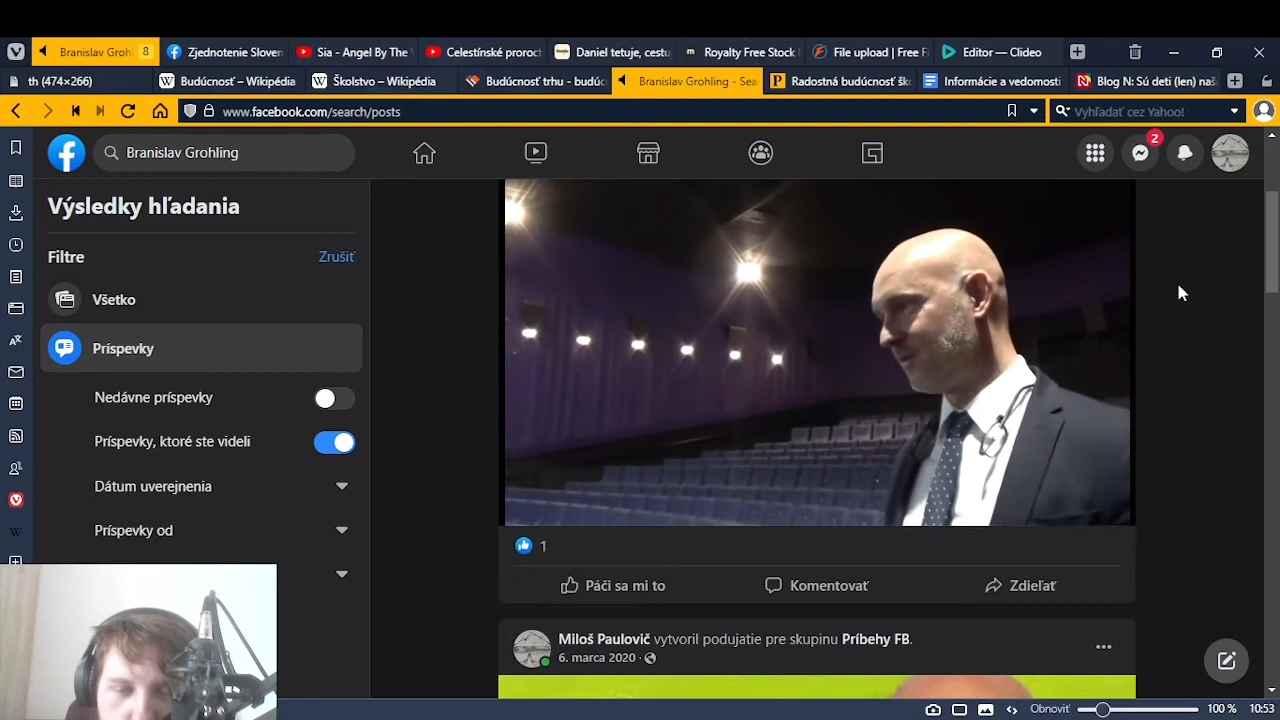 Branislav Groh 8
Zjednotenie Sloven
Sia - Angel By The
Celestínske proroct
Daniel tetuje, cestu
Royalty Free Stock
File upload | Free F
Editor — Clideo
th (474×266)
Budúcnosť – Wikipédia
Školstvo – Wikipédia
Budúcnosť trhu - budúc
Branislav Grohling - Sea
Radostná budúcnosť ško
Informácie a vedomosti
Blog N: Sú deti (len) naš
www.facebook.com/search/posts
Vyhľadať cez Yahoo!
Branislav Grohling
2
Výsledky hľadania
Filtre
Zrušiť
Všetko
Príspevky
Nedávne príspevky
Príspevky, ktoré ste videli
Dátum uverejnenia
Príspevky od
1
Páči sa mi to
Komentovať
Zdieľať
Miloš Paulovič vytvoril podujatie pre skupinu Príbehy FB.
6. marca 2020 ·
Obnoviť
100 %
10:53